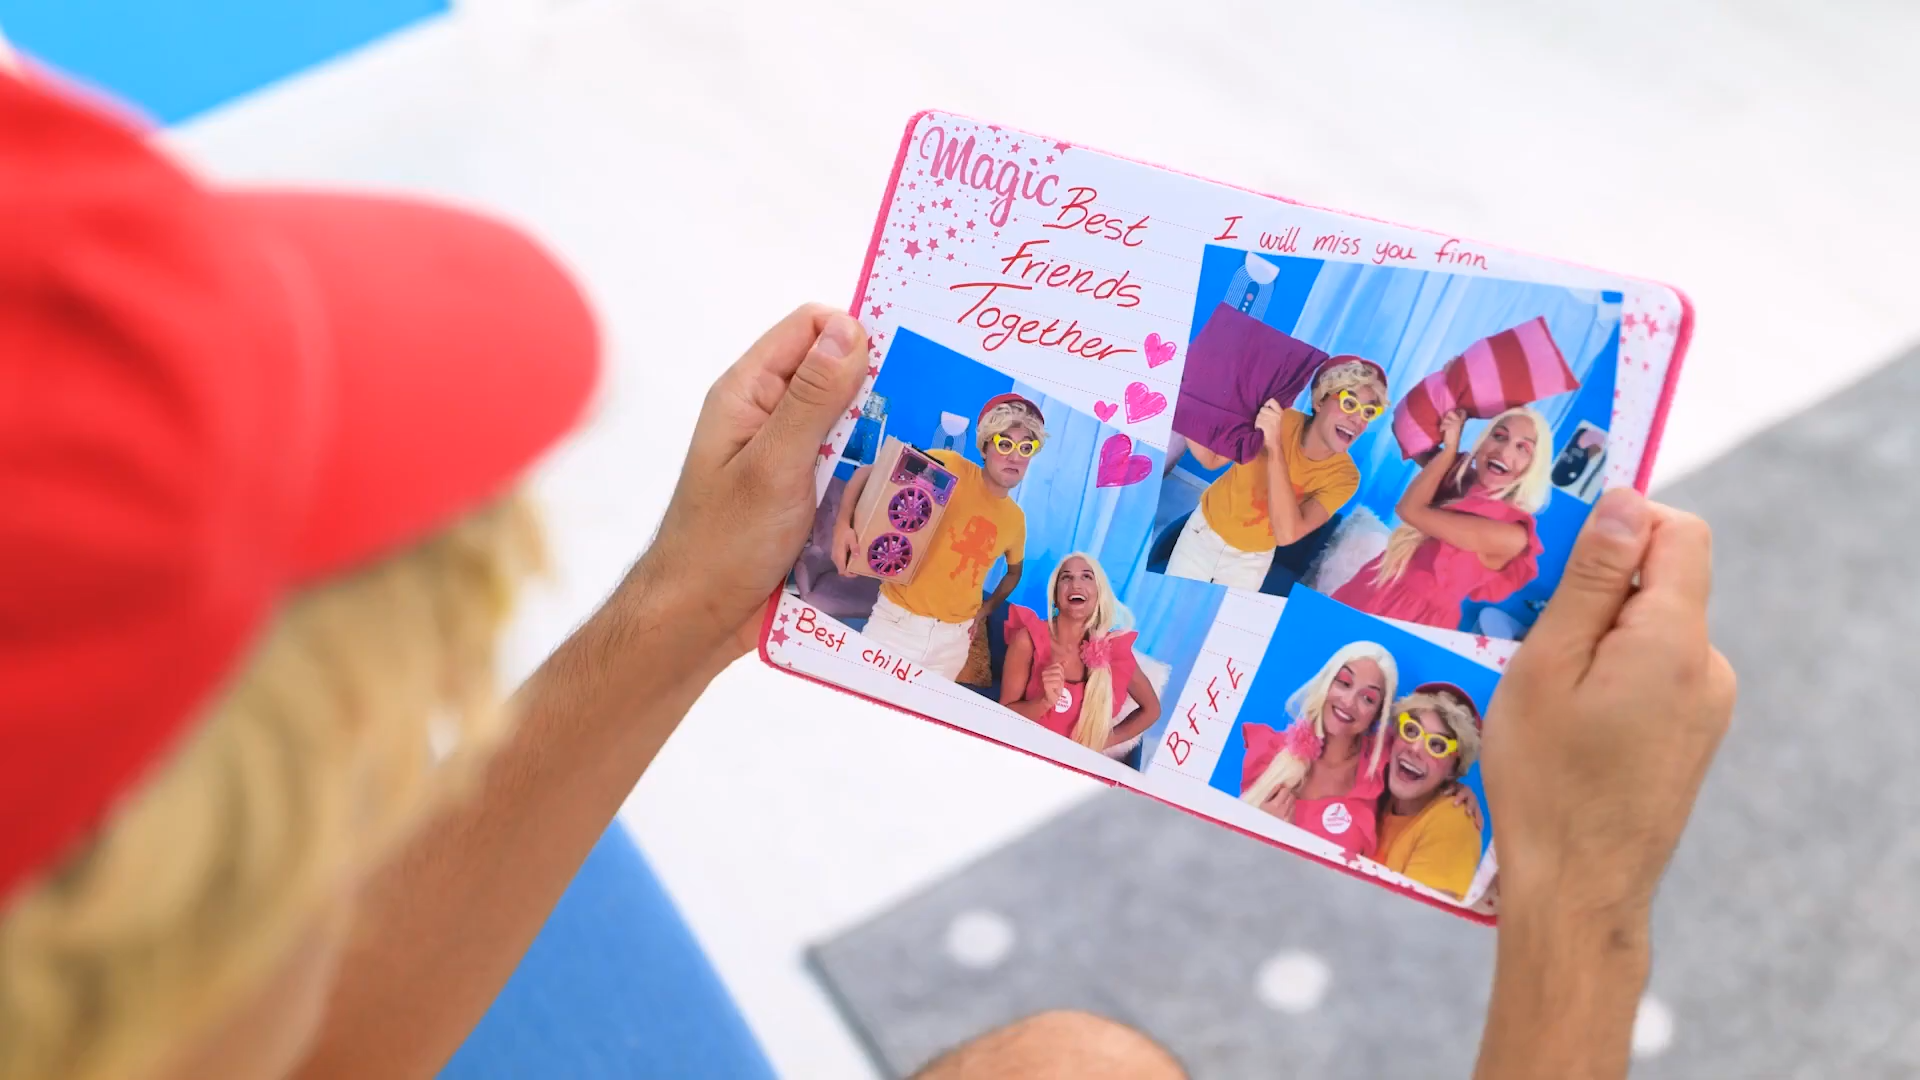 Magic
Best
Friends
Together
I will miss you finn
Best child!
B.F.F.E